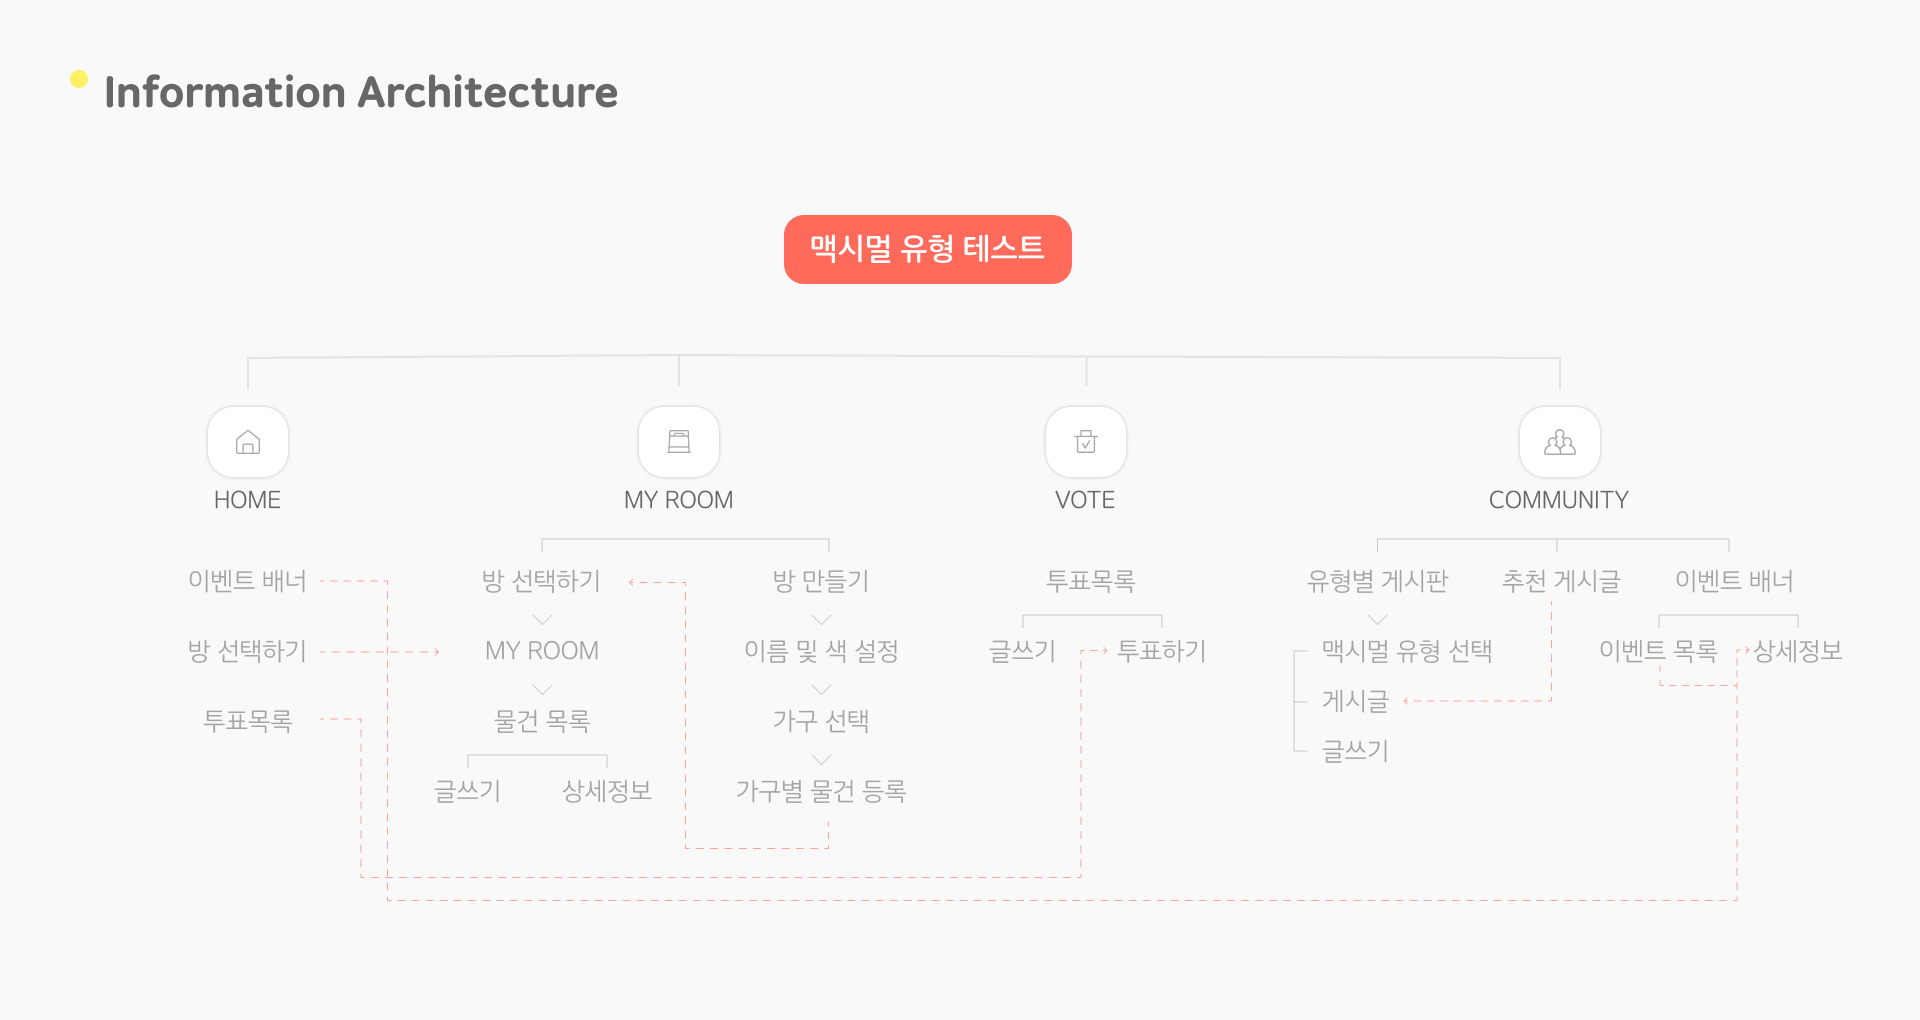 Information Architecture
맥시멀 유형 테스트
HOME
MY ROOM
VOTE
COMMUNITY
이벤트 배너
방 선택하기
방 만들기
투표목록
유형별 게시판
추천 게시글
이벤트 배너
방 선택하기
MY ROOM
이름 및 색 설정
글쓰기
투표하기
맥시멀 유형 선택
이벤트 목록
상세정보
게시글
투표목록
물건 목록
가구 선택
글쓰기
글쓰기
상세정보
가구별 물건 등록